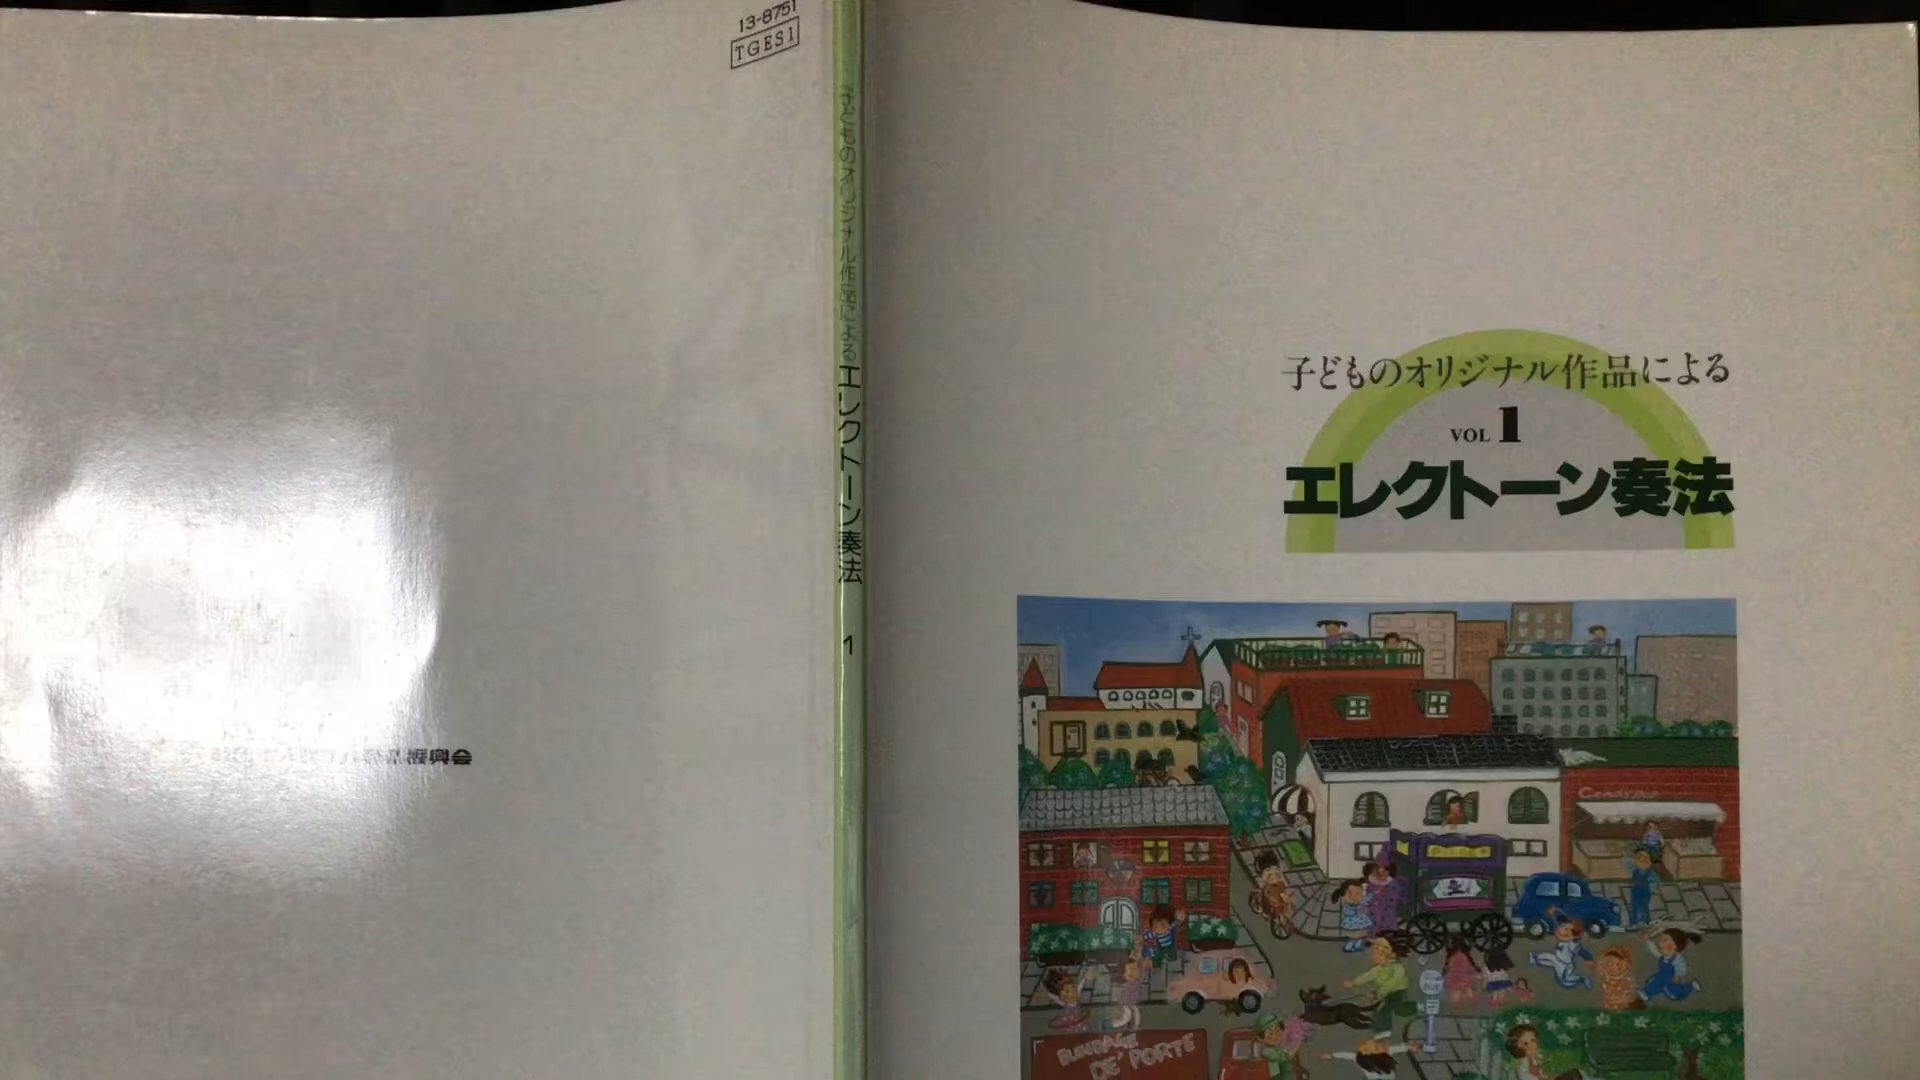 13-8751
TGES1
子どものオリジナル作品によるエレクトーン奏法 1
子どものオリジナル作品による
VOL 1
エレクトーン奏法
振興会
DE' PORTE